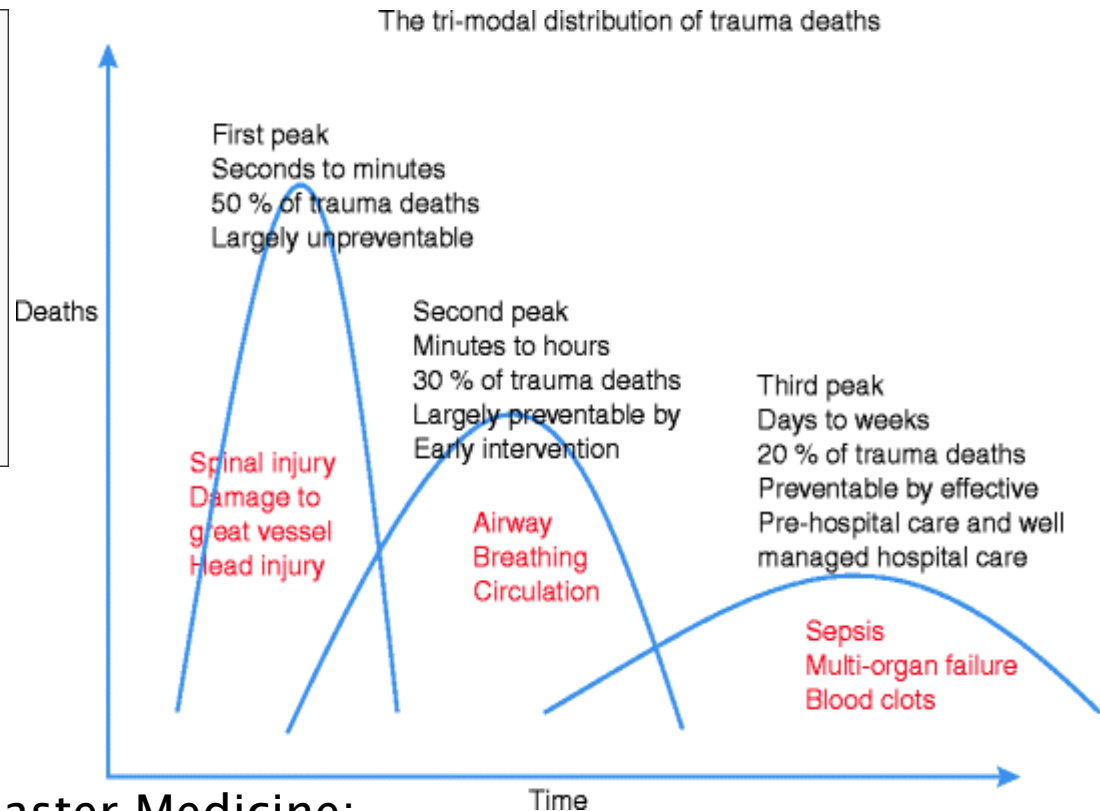 The tri-modal distribution of trauma deaths
First peak
Seconds to minutes
50 % of trauma deaths
Largely unpreventable
Deaths
Second peak
Minutes to hours
30 % of trauma deaths
Largely preventable by
Early intervention
Third peak
Days to weeks
20 % of trauma deaths
Preventable by effective
Pre-hospital care and well
managed hospital care
Spinal injury
Damage to
great vessel
Head injury
Airway
Breathing
Circulation
Sepsis
Multi-organ failure
Blood clots
Time
Medicine: